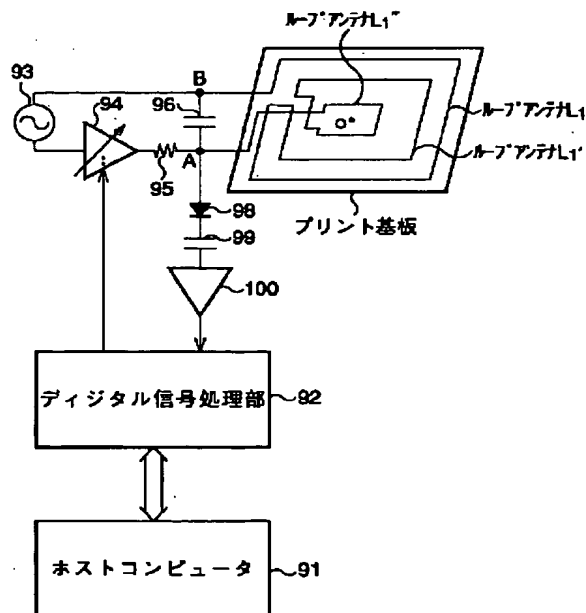 ループアンテナL₁"
93
B
94
96
ループアンテナL₁
A
ループアンテナL₁'
95
98
プリント基板
99
100
ディジタル信号処理部
92
ホストコンピュータ
91